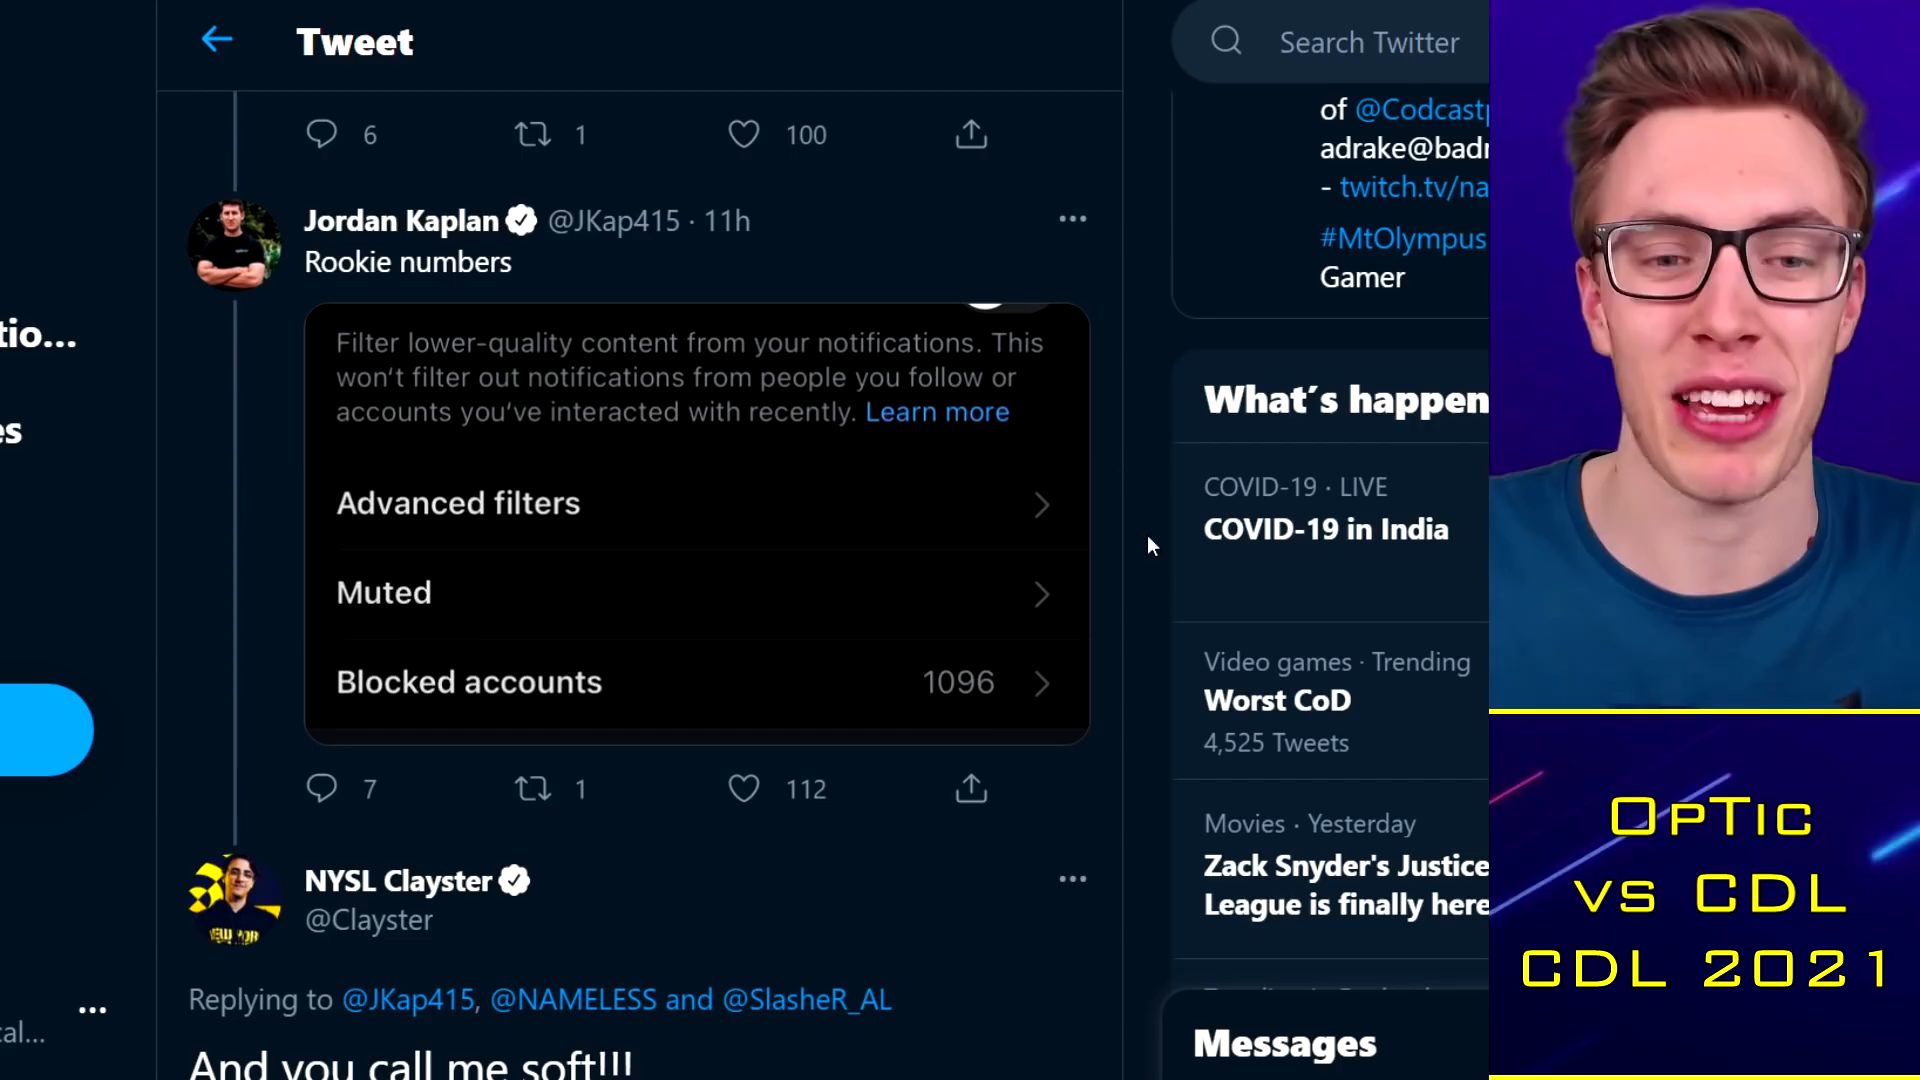 Tweet
Search Twitter
6
1
100
of @Codcastp
adrake@badr
- twitch.tv/na
#MtOlympus
Gamer
Jordan Kaplan @JKap415 · 11h
Rookie numbers
Filter lower-quality content from your notifications. This
won't filter out notifications from people you follow or
accounts you've interacted with recently. Learn more
Advanced filters
Muted
Blocked accounts 1096
7
1
112
tio...
es
What's happen
COVID-19 · LIVE
COVID-19 in India
Video games · Trending
Worst CoD
4,525 Tweets
Movies · Yesterday
Zack Snyder's Justice
League is finally here
NYSL Clayster
@Clayster
Replying to @JKap415, @NAMELESS and @SlasheR_AL
And you call me soft!!!
...
cal...
Messages
OpTic
vs CDL
CDL 2021